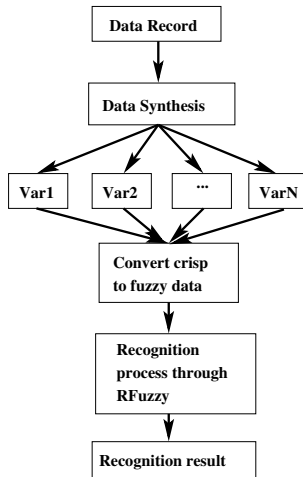 Data Record
Data Synthesis
Var1
Var2
...
VarN
Convert crisp
to fuzzy data
Recognition
process through
RFuzzy
Recognition result